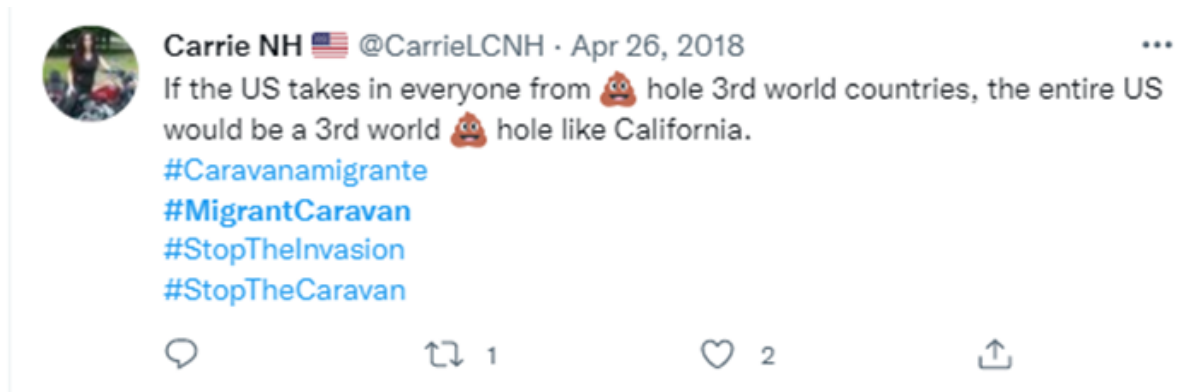 Carrie NH 🇺🇸 @CarrieLCNH · Apr 26, 2018
If the US takes in everyone from 💩 hole 3rd world countries, the entire US
would be a 3rd world 💩 hole like California.
#Caravanamigrante
#MigrantCaravan
#StopTheInvasion
#StopTheCaravan
1 2